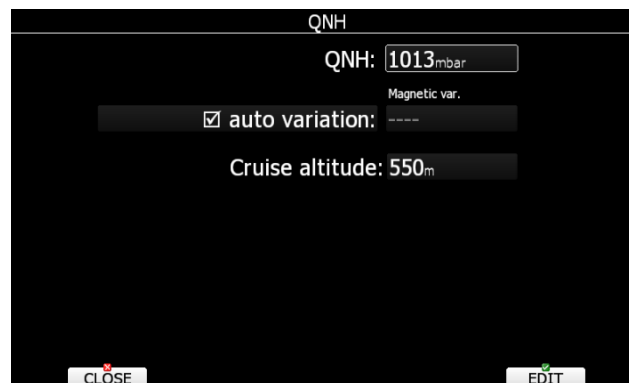 QNH
QNH: 1013mbar
Magnetic var.
☑ auto variation: ----
Cruise altitude: 550m
CLOSE EDIT